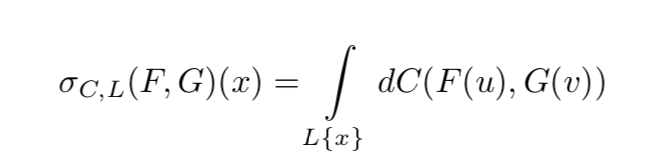 σ_{C,L}(F, G)(x) = ∫_{L{x}} dC(F(u), G(v))